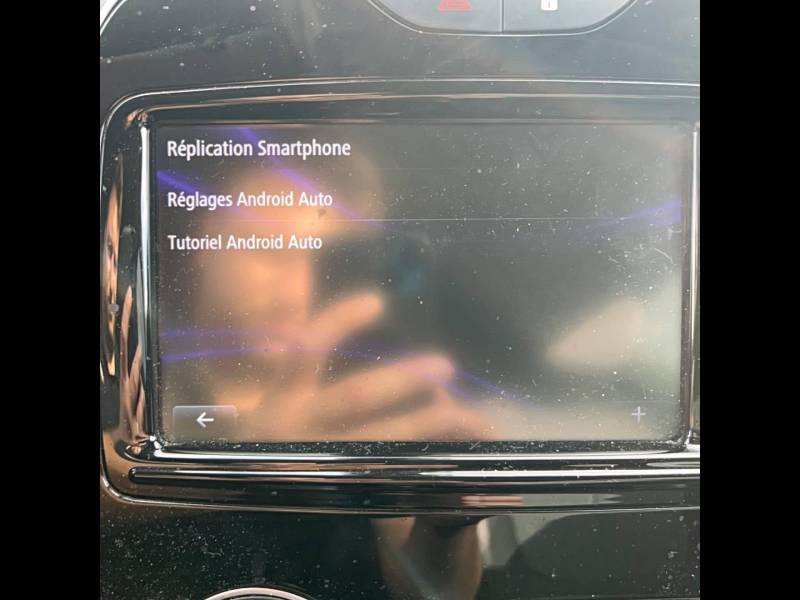 Réplication Smartphone
Réglages Android Auto
Tutoriel Android Auto